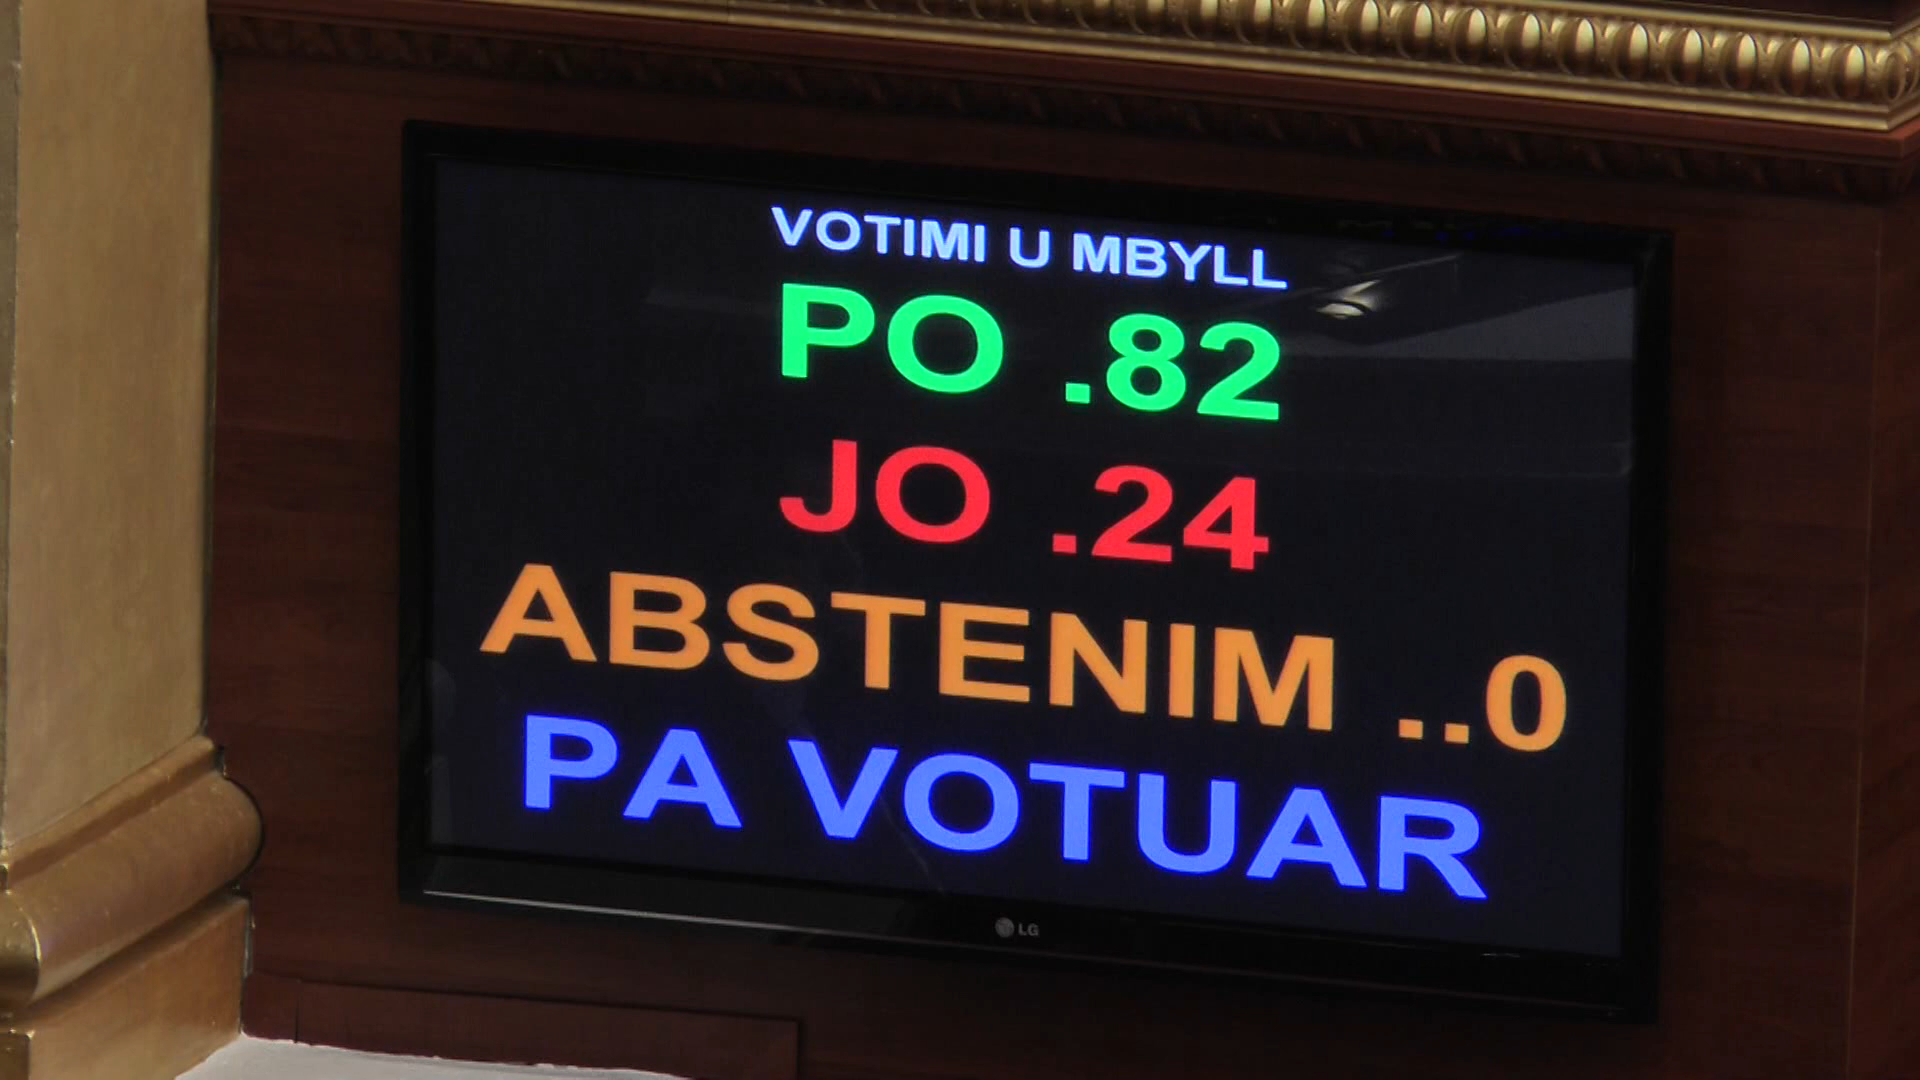 VOTIMI U MBYLL
PO .82
JO .24
ABSTENIM ..0
PA VOTUAR
LG